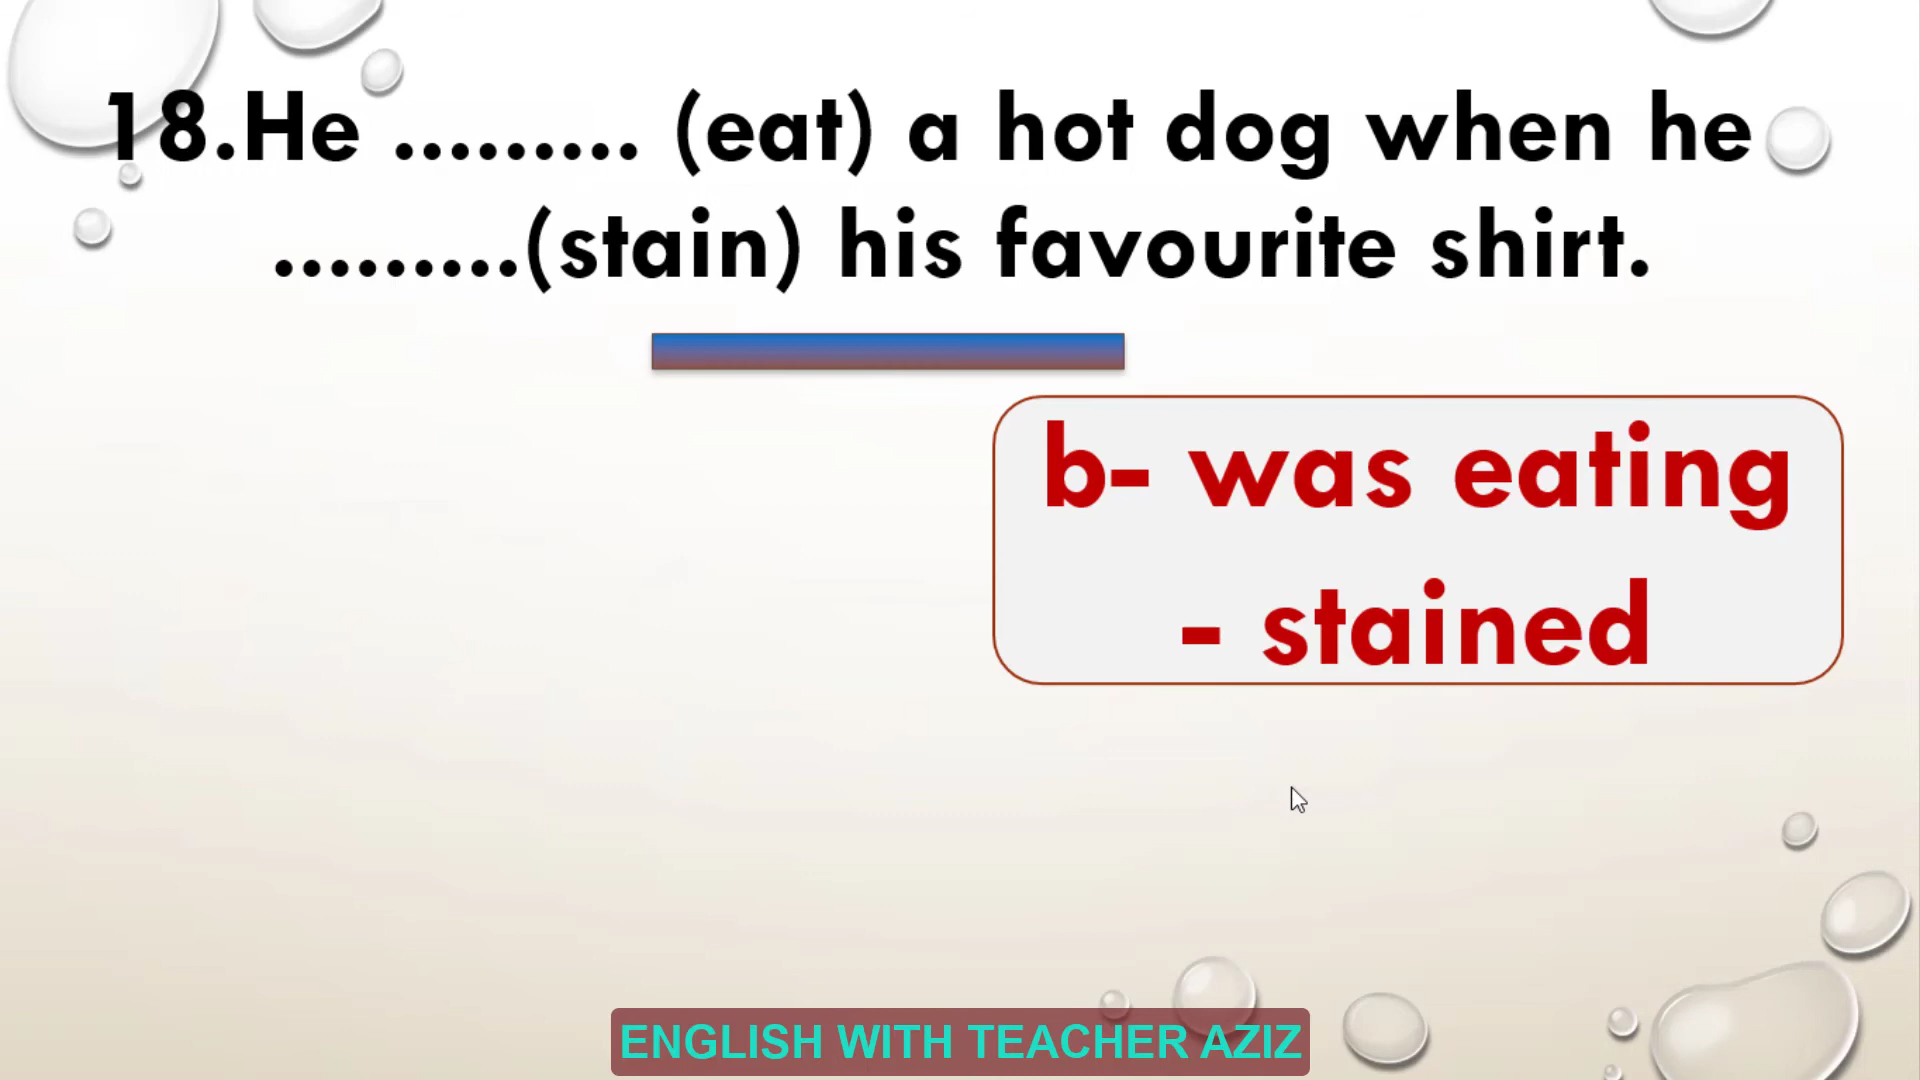 18.He ......... (eat) a hot dog when he
.........(stain) his favourite shirt.
b- was eating
- stained
ENGLISH WITH TEACHER AZIZ